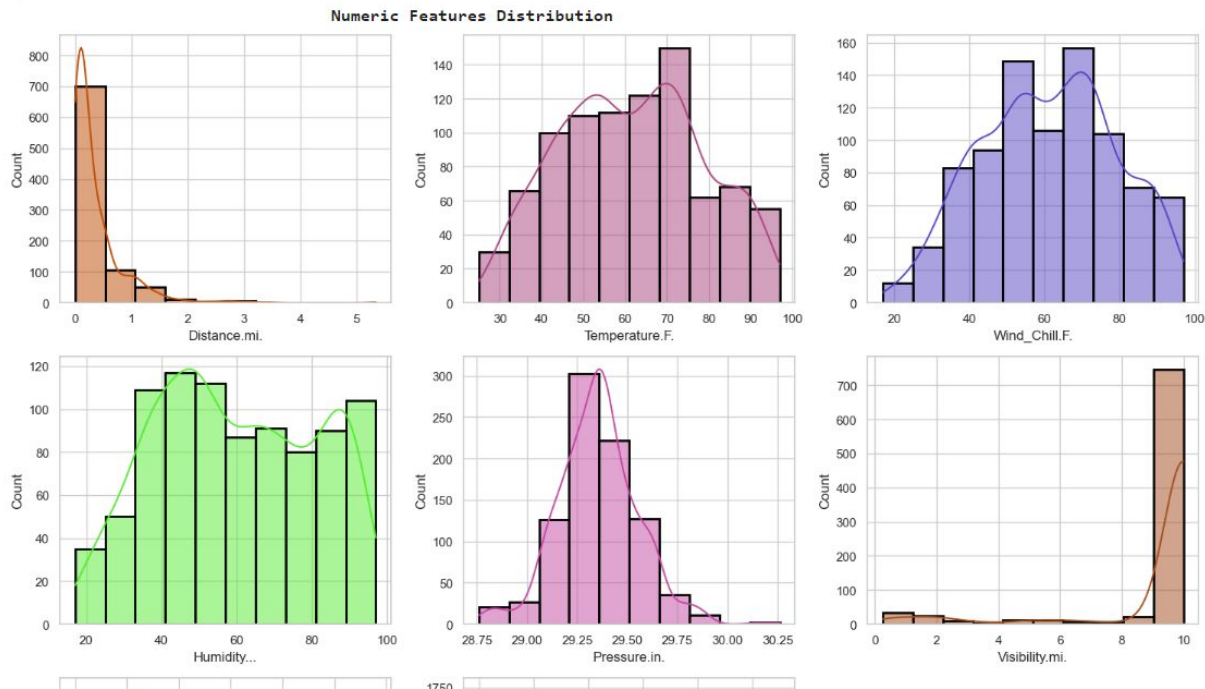 Numeric Features Distribution
800
700
600
500
400
300
200
100
0
Count
0 1 2 3 4 5
Distance.mi.
140
120
100
80
60
40
20
0
Count
30 40 50 60 70 80 90 100
Temperature.F.
160
140
120
100
80
60
40
20
0
Count
20 40 60 80 100
Wind_Chill.F.
120
100
80
60
40
20
0
Count
20 40 60 80 100
Humidity...
300
250
200
150
100
50
0
Count
28.75 29.00 29.25 29.50 29.75 30.00 30.25
Pressure.in.
700
600
500
400
300
200
100
0
Count
0 2 4 6 8 10
Visibility.mi.
1750